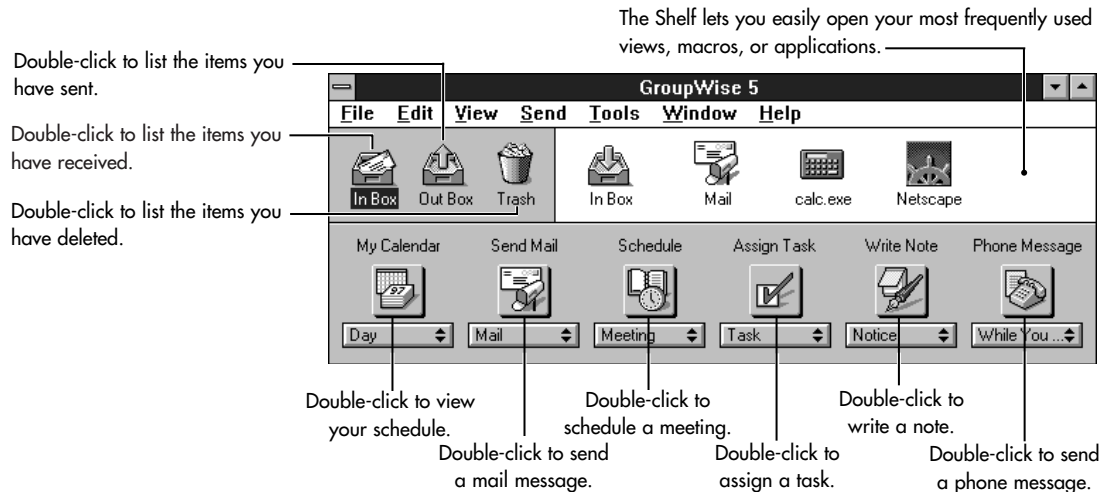 The Shelf lets you easily open your most frequently used
views, macros, or applications.
Double-click to list the items you
have sent.
Double-click to list the items you
have received.
Double-click to list the items you
have deleted.
GroupWise 5
File Edit View Send Tools Window Help
In Box Out Box Trash In Box Mail calc.exe Netscape
My Calendar Send Mail Schedule Assign Task Write Note Phone Message
97
Day Mail Meeting Task Notice While You ...
Double-click to view
your schedule.
Double-click to send
a mail message.
Double-click to
schedule a meeting.
Double-click to
assign a task.
Double-click to
write a note.
Double-click to send
a phone message.